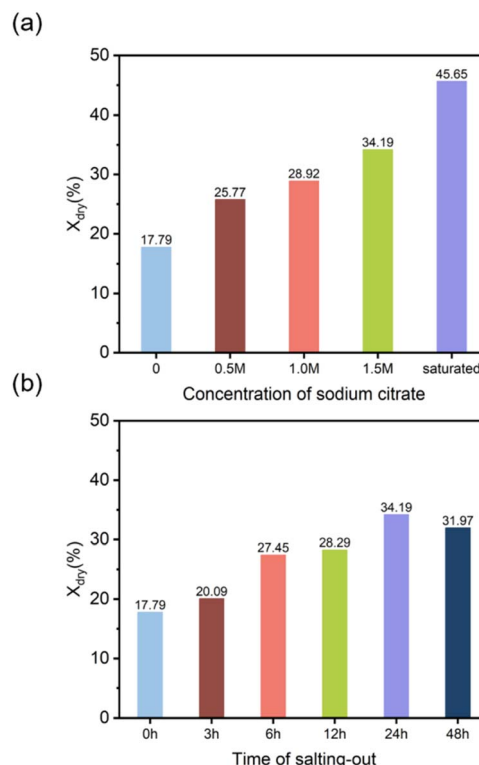 (a)
50
40
30
20
10
0
X_dry(%)
17.79
25.77
28.92
34.19
45.65
0
0.5M
1.0M
1.5M
saturated
Concentration of sodium citrate
(b)
50
40
30
20
10
0
X_dry(%)
17.79
20.09
27.45
28.29
34.19
31.97
0h
3h
6h
12h
24h
48h
Time of salting-out